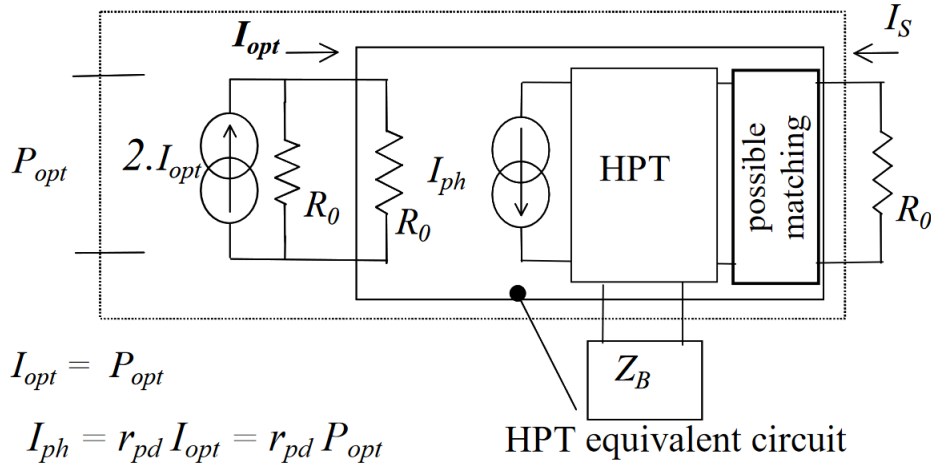 I_opt
I_S
P_opt
2.I_opt
R_0
R_0
I_ph
HPT
possible
matching
R_0
Z_B
I_opt = P_opt
I_ph = r_pd I_opt = r_pd P_opt
HPT equivalent circuit